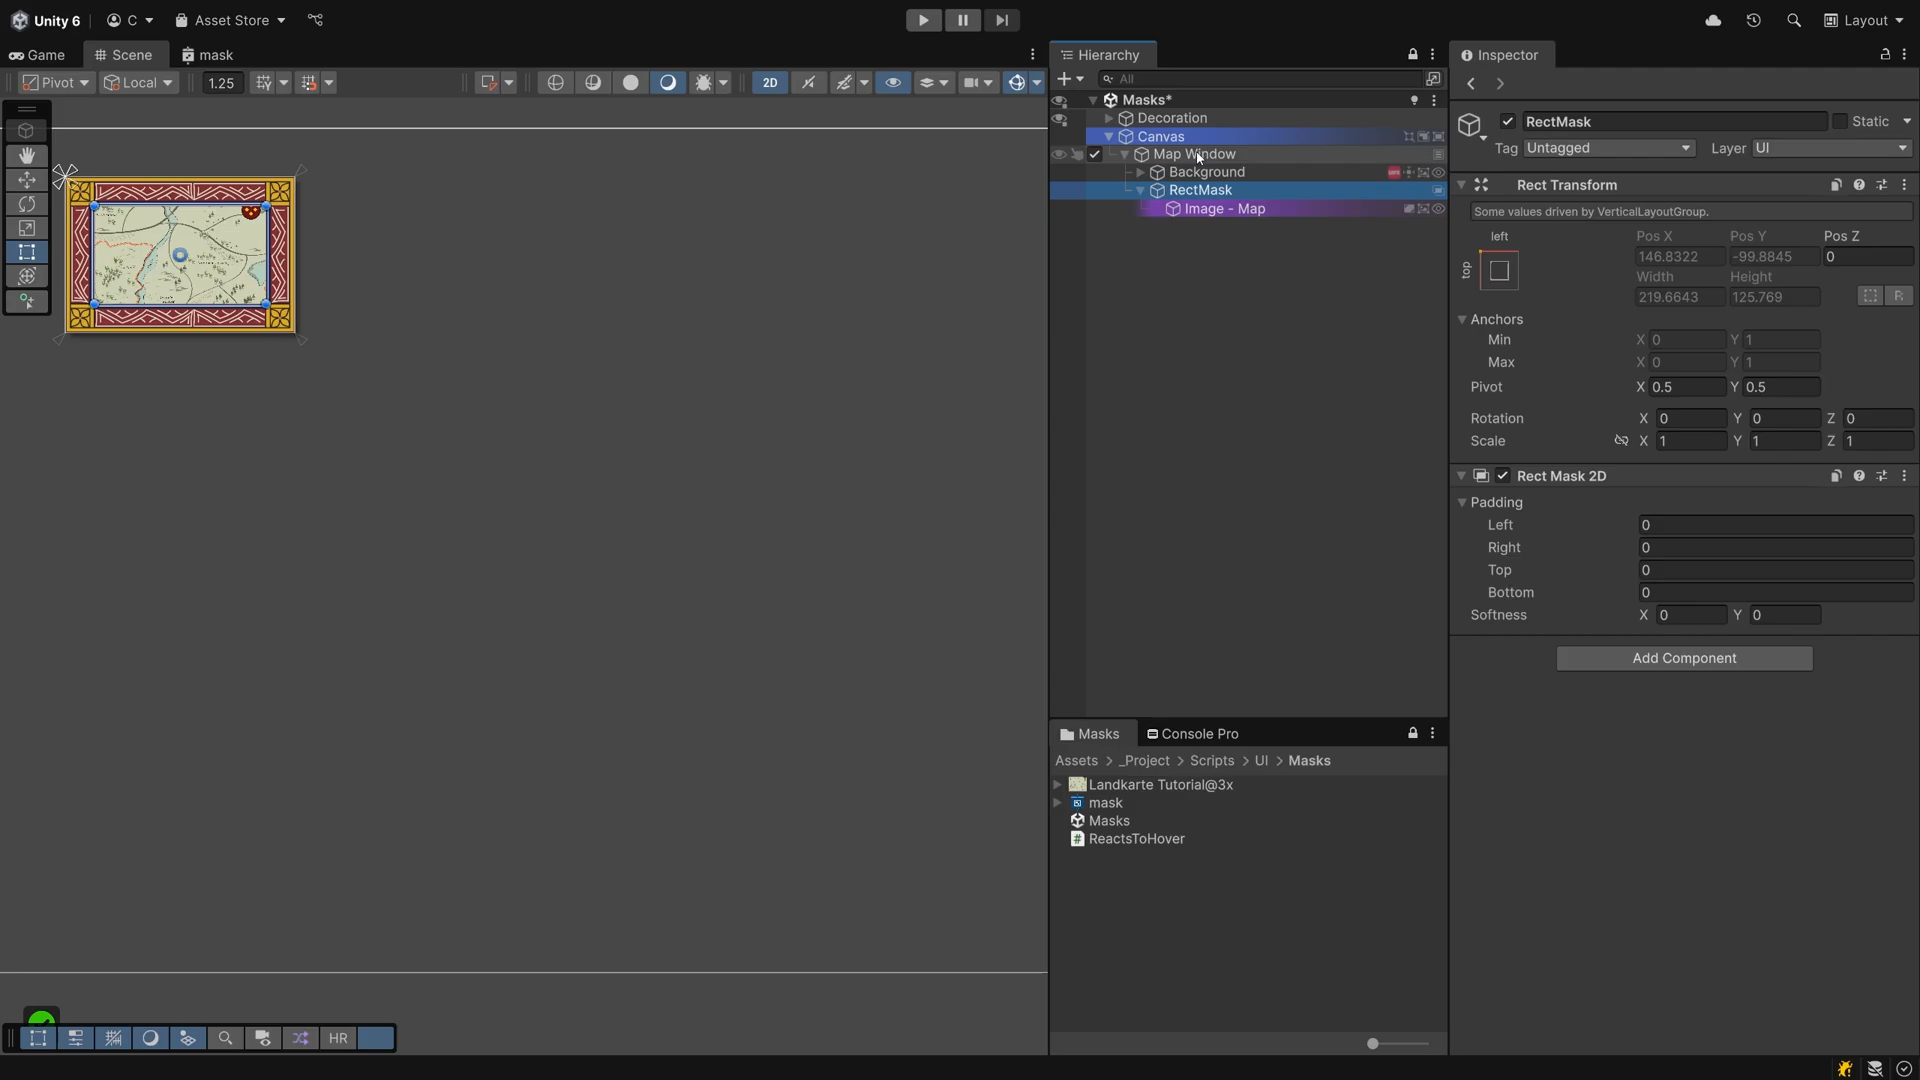 Unity 6
C
Asset Store
Layout
Game
Scene
mask
Hierarchy
Inspector
Pivot
Local
1.25
2D
All
Masks*
Decoration
Canvas
Map Window
Background
RectMask
Image - Map
RectMask
Static
Tag Untagged Layer UI
Rect Transform
Some values driven by VerticalLayoutGroup.
left
top
Pos X Pos Y Pos Z
146.8322 -99.8845 0
Width Height
219.6643 125.769
R
Anchors
Min X 0 Y 1
Max X 0 Y 1
Pivot X 0.5 Y 0.5
Rotation X 0 Y 0 Z 0
Scale X 1 Y 1 Z 1
Rect Mask 2D
Padding
Left 0
Right 0
Top 0
Bottom 0
Softness X 0 Y 0
Add Component
Masks
Console Pro
Assets > _Project > Scripts > UI > Masks
Landkarte Tutorial@3x
mask
Masks
ReactsToHover
HR